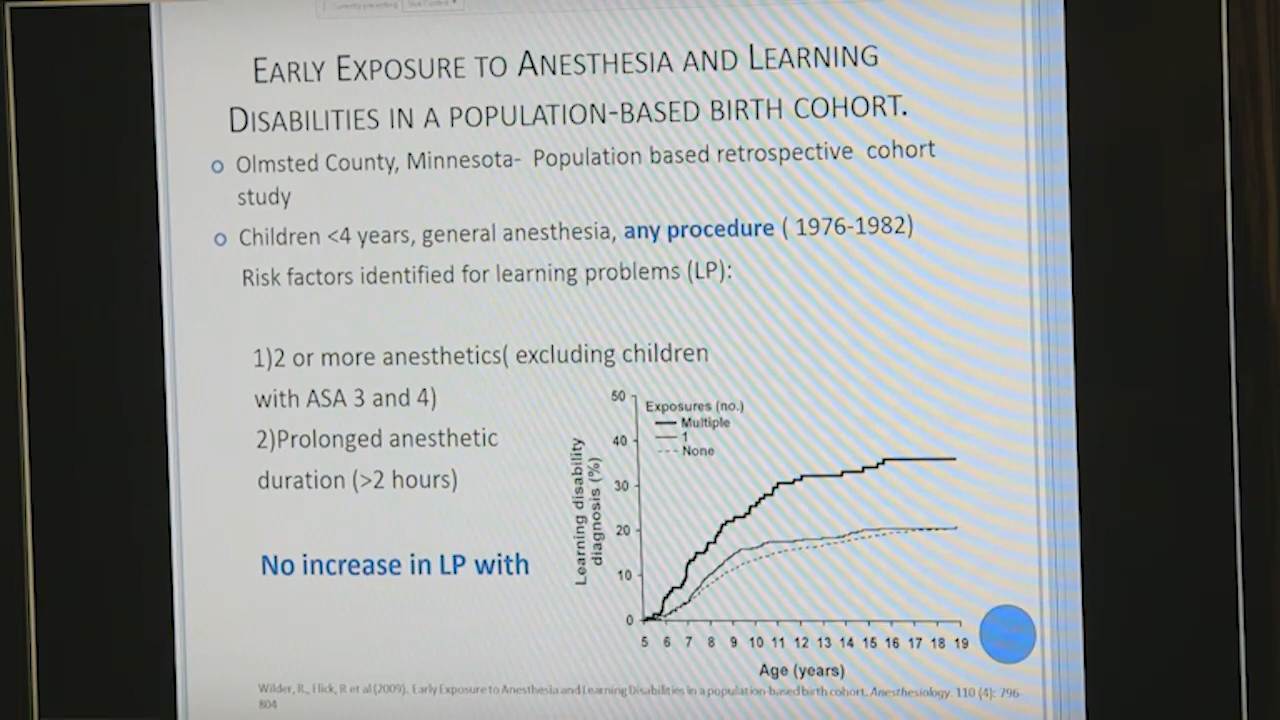 Currently presenting
Give Control
EARLY EXPOSURE TO ANESTHESIA AND LEARNING
DISABILITIES IN A POPULATION-BASED BIRTH COHORT.
Olmsted County, Minnesota- Population based retrospective cohort
study
Children <4 years, general anesthesia, any procedure ( 1976-1982)
Risk factors identified for learning problems (LP):
1)2 or more anesthetics( excluding children
with ASA 3 and 4)
2)Prolonged anesthetic
duration (>2 hours)
No increase in LP with
Exposures (no.)
Multiple
1
None
Learning disability
diagnosis (%)
50
40
30
20
10
0
5 6 7 8 9 10 11 12 13 14 15 16 17 18 19
Age (years)
Wilder, R., Flick, R et al (2009). Early Exposure to Anesthesia and Learning Disabilities in a population-based birth cohort. Anesthesiology. 110 (4): 796-
804